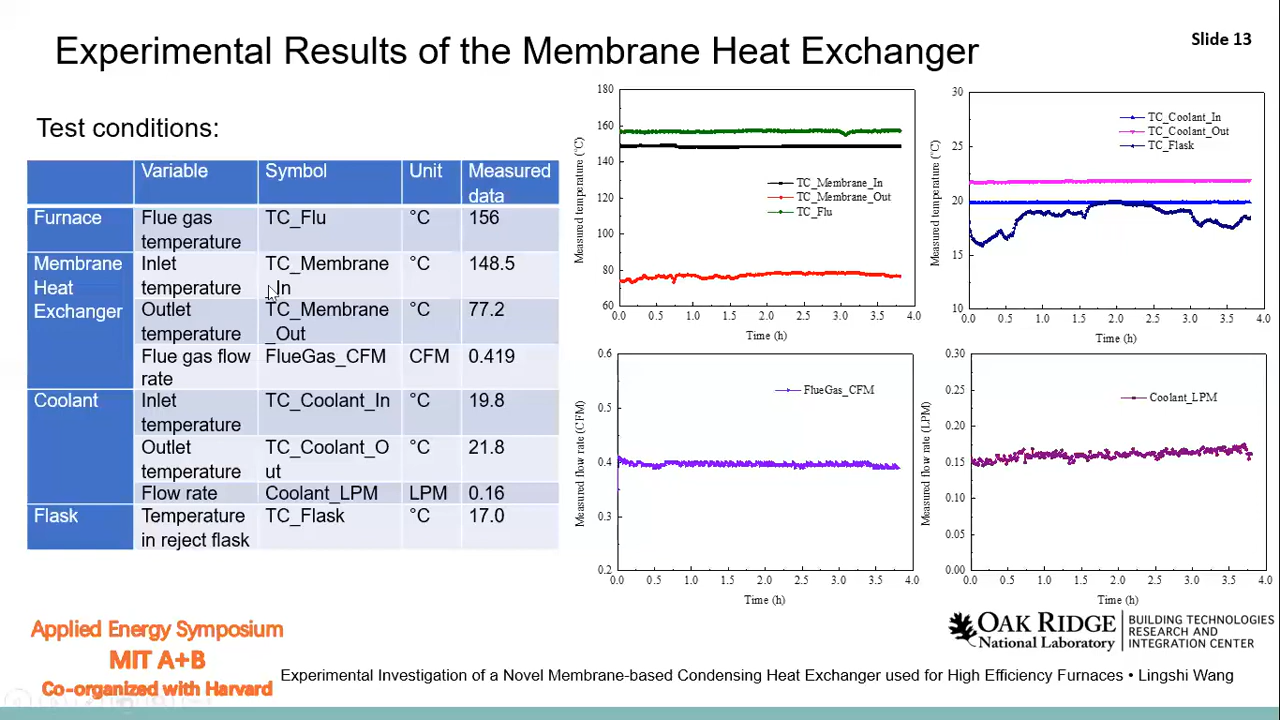 Experimental Results of the Membrane Heat Exchanger
Slide 13
Test conditions:
Variable Symbol Unit Measured
data
Furnace Flue gas TC_Flu °C 156
temperature
Membrane Inlet TC_Membrane °C 148.5
Heat temperature _In
Exchanger Outlet TC_Membrane °C 77.2
temperature _Out
Flue gas flow FlueGas_CFM CFM 0.419
rate
Coolant Inlet TC_Coolant_In °C 19.8
temperature
Outlet TC_Coolant_O °C 21.8
temperature ut
Flow rate Coolant_LPM LPM 0.16
Flask Temperature TC_Flask °C 17.0
in reject flask
Measured temperature (°C)
180
160
140
120
100
80
60
TC_Membrane_In
TC_Membrane_Out
TC_Flu
0.0 0.5 1.0 1.5 2.0 2.5 3.0 3.5 4.0
Time (h)
Measured temperature (°C)
30
25
20
15
10
TC_Coolant_In
TC_Coolant_Out
TC_Flask
0.0 0.5 1.0 1.5 2.0 2.5 3.0 3.5 4.0
Time (h)
Measured flow rate (CFM)
0.6
0.5
0.4
0.3
0.2
FlueGas_CFM
0.0 0.5 1.0 1.5 2.0 2.5 3.0 3.5 4.0
Time (h)
Measured flow rate (LPM)
0.30
0.25
0.20
0.15
0.10
0.05
0.00
Coolant_LPM
0.0 0.5 1.0 1.5 2.0 2.5 3.0 3.5 4.0
Time (h)
Applied Energy Symposium
MIT A+B
Co-organized with Harvard
OAK RIDGE
National Laboratory
BUILDING TECHNOLOGIES
RESEARCH AND
INTEGRATION CENTER
Experimental Investigation of a Novel Membrane-based Condensing Heat Exchanger used for High Efficiency Furnaces • Lingshi Wang